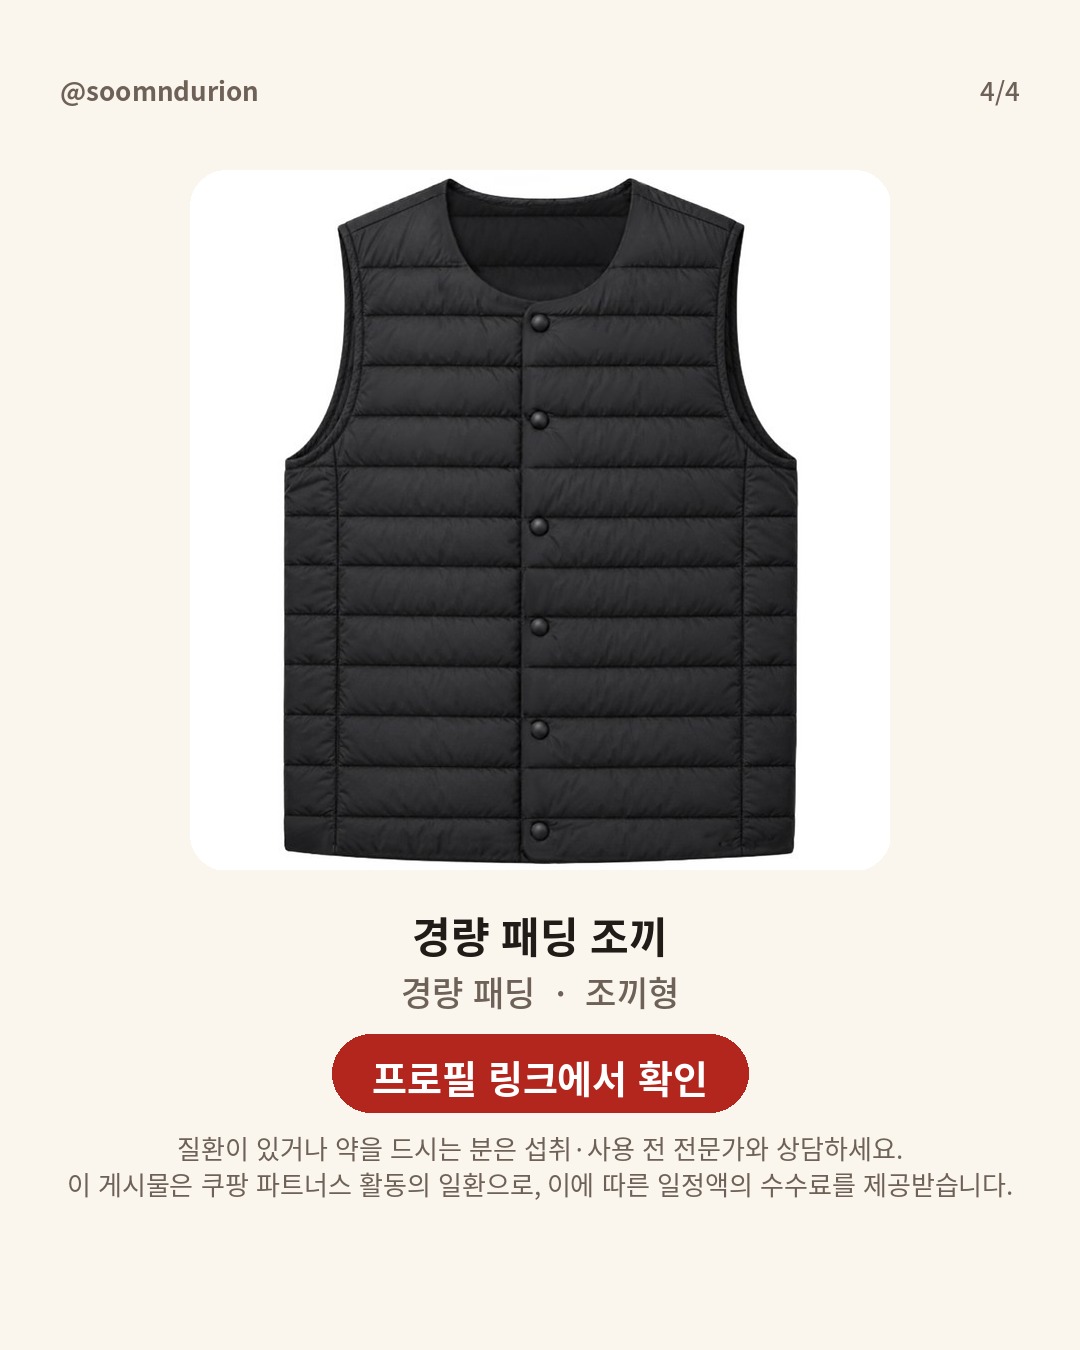 @soomndurion
4/4
경량 패딩 조끼
경량 패딩 · 조끼형
프로필 링크에서 확인
질환이 있거나 약을 드시는 분은 섭취·사용 전 전문가와 상담하세요.
이 게시물은 쿠팡 파트너스 활동의 일환으로, 이에 따른 일정액의 수수료를 제공받습니다.